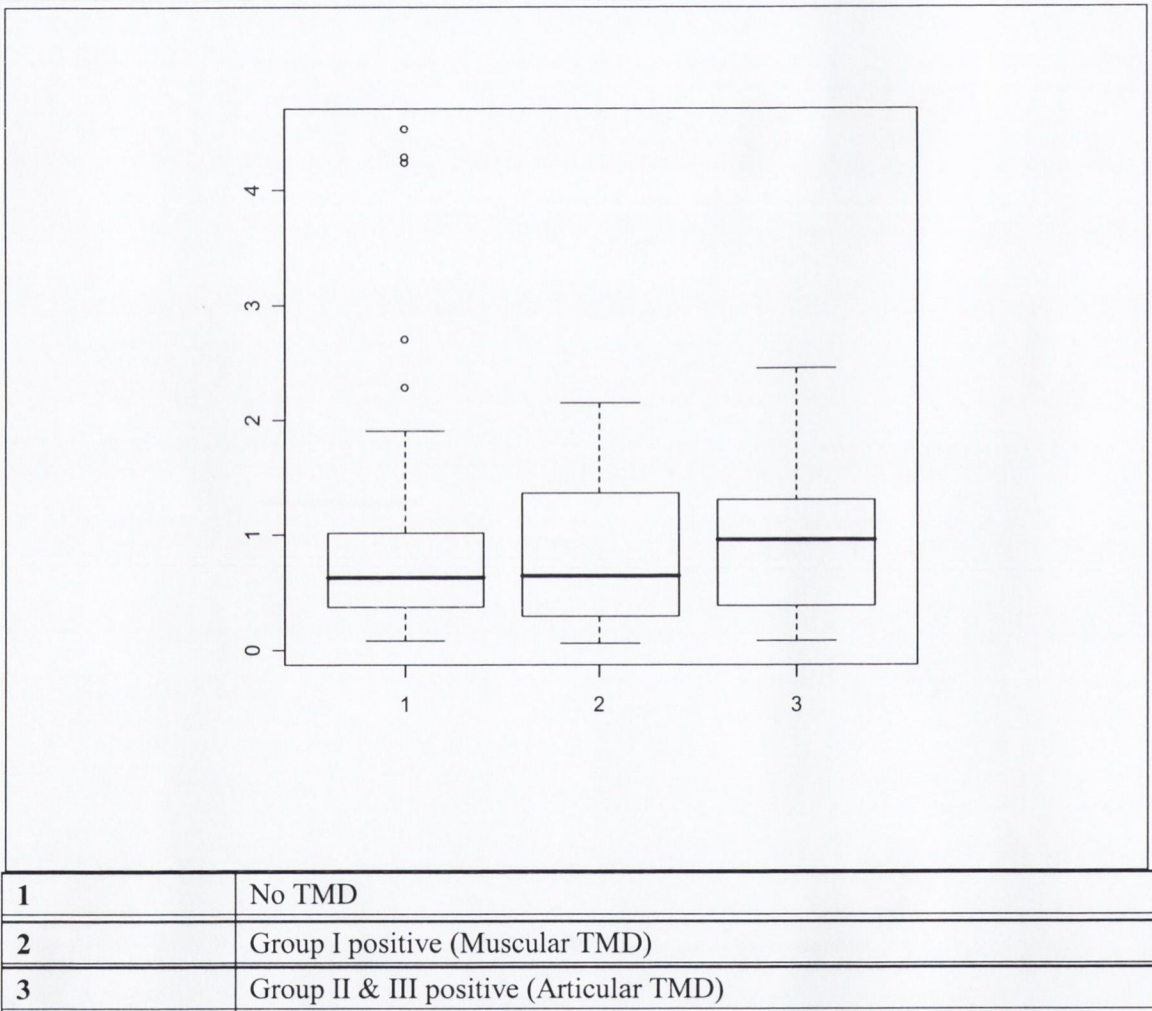 4
3
2
1
0
1 2 3
1 No TMD
2 Group I positive (Muscular TMD)
3 Group II & III positive (Articular TMD)